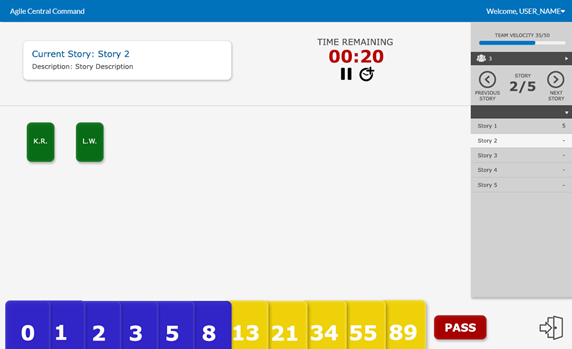 Agile Central Command
Welcome, USER_NAME
Current Story: Story 2
Description: Story Description
TIME REMAINING
00:20
TEAM VELOCITY 35/50
3
PREVIOUS STORY
STORY
2/5
NEXT STORY
Story 1 5
Story 2 -
Story 3 -
Story 4 -
Story 5 -
K.R.
L.W.
0 1 2 3 5 8 13 21 34 55 89
PASS